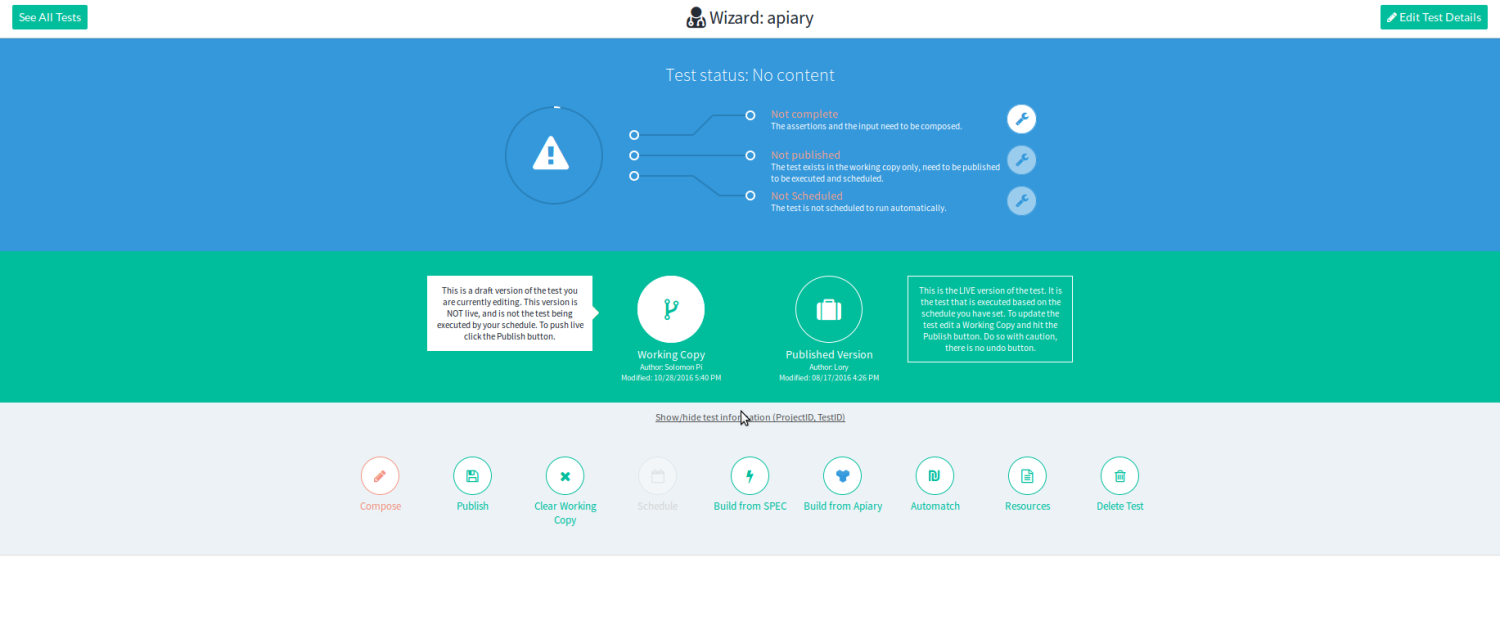 See All Tests
Wizard: apiary
Edit Test Details
Test status: No content
Not complete
The assertions and the input need to be composed.
Not published
The test exists in the working copy only, need to be published
to be executed and scheduled.
Not Scheduled
The test is not scheduled to run automatically.
This is a draft version of the test you
are currently editing. This version is
NOT live, and is not the test being
executed by your schedule. To push live
click the Publish button.
Working Copy
Author: Solomon Pi
Modified: 10/28/2016 5:40 PM
Published Version
Author: Lory
Modified: 08/17/2016 4:26 PM
This is the LIVE version of the test. It is
the test that is executed based on the
schedule you have set. To update the
test edit a Working Copy and hit the
Publish button. Do so with caution,
there is no undo button.
Show/hide test information (ProjectID, TestID)
Compose
Publish
Clear Working
Copy
Schedule
Build from SPEC
Build from Apiary
Automatch
Resources
Delete Test